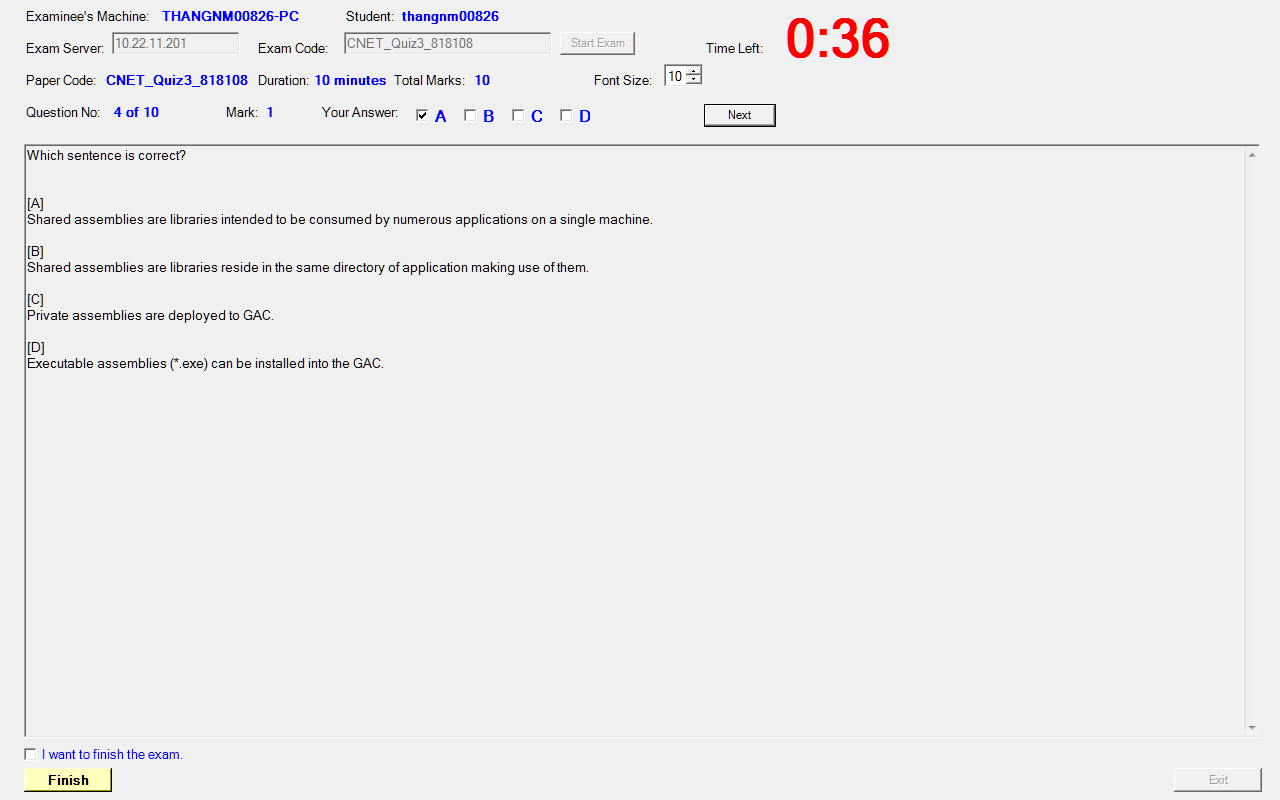 Examinee's Machine: THANGNM00826-PC Student: thangnm00826
Exam Server: 10.22.11.201 Exam Code: CNET_Quiz3_818108 Start Exam Time Left: 0:36
Paper Code: CNET_Quiz3_818108 Duration: 10 minutes Total Marks: 10 Font Size: 10
Question No: 4 of 10 Mark: 1 Your Answer: A B C D Next
Which sentence is correct?
[A]
Shared assemblies are libraries intended to be consumed by numerous applications on a single machine.
[B]
Shared assemblies are libraries reside in the same directory of application making use of them.
[C]
Private assemblies are deployed to GAC.
[D]
Executable assemblies (*.exe) can be installed into the GAC.
I want to finish the exam.
Finish Exit